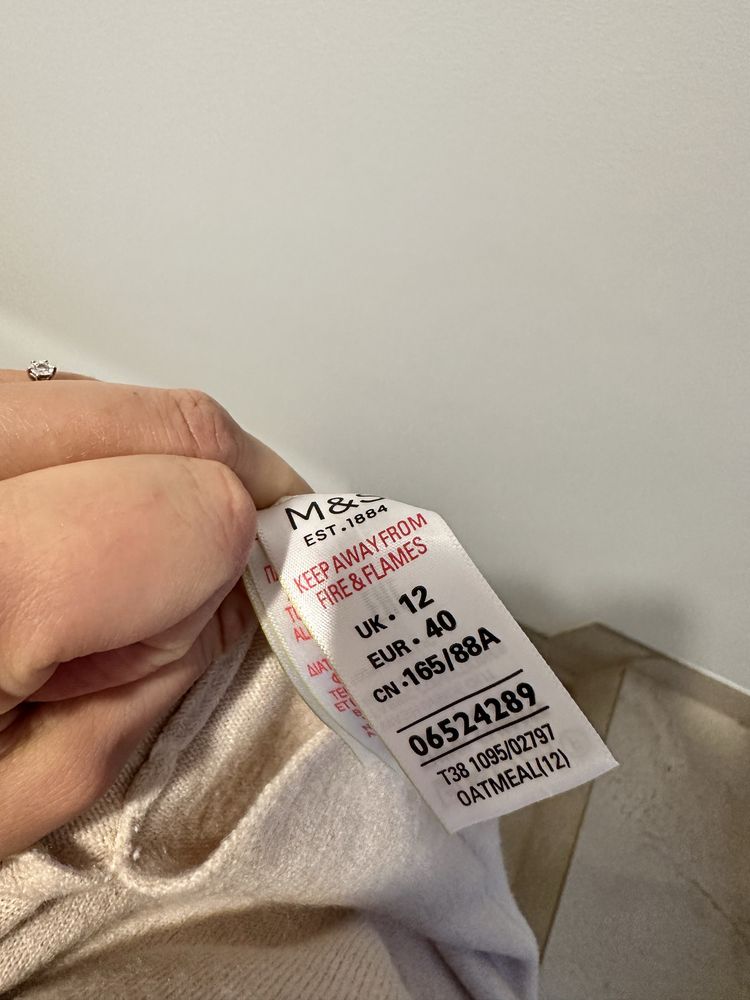 M&S
EST. 1884
KEEP AWAY FROM
FIRE & FLAMES
UK · 12
EUR · 40
CN · 165/88A
06524289
T38 1095/02797
OATMEAL(12)